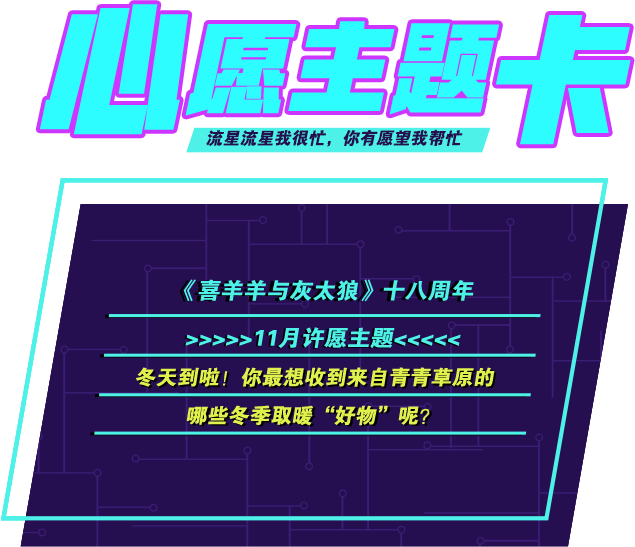 心愿主题卡
流星流星我很忙，你有愿望我帮忙
《喜羊羊与灰太狼》十八周年
>>>>>11月许愿主题<<<<<
冬天到啦！你最想收到来自青青草原的
哪些冬季取暖“好物”呢？